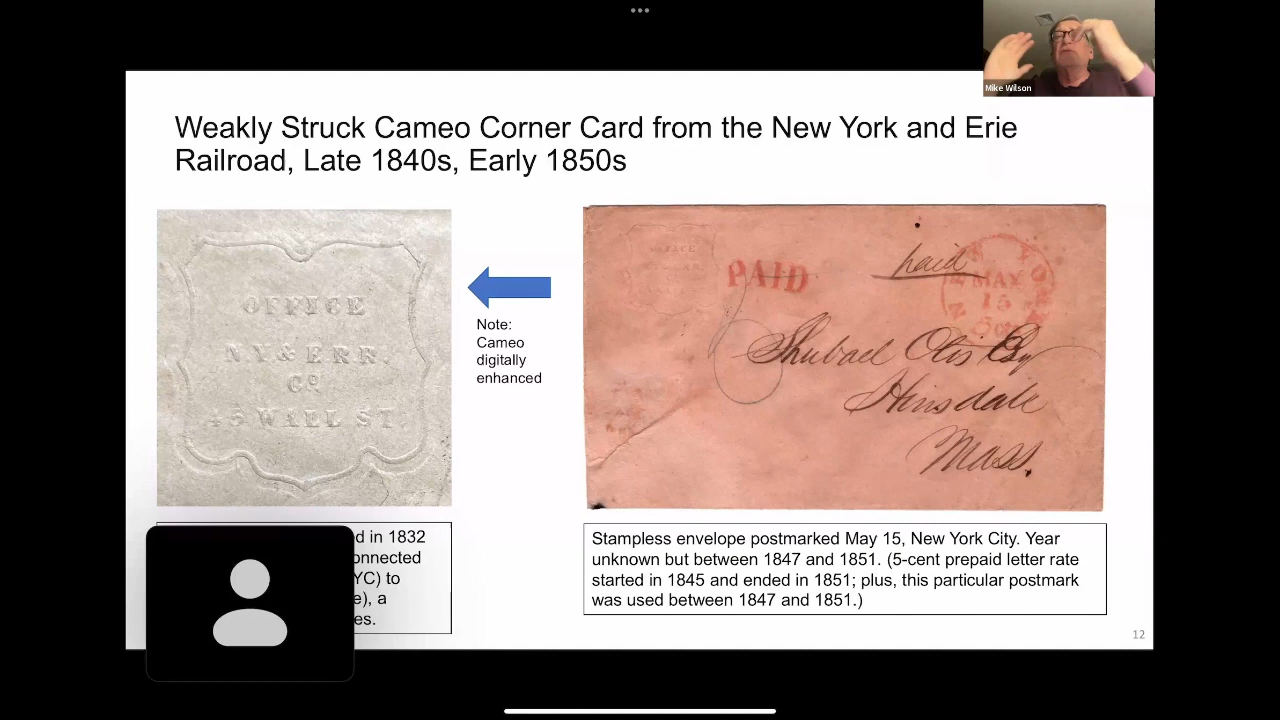 Mike Wilson
Weakly Struck Cameo Corner Card from the New York and Erie
Railroad, Late 1840s, Early 1850s
OFFICE
N.Y.&E.R.R.
Co
45 WALL ST.
Note:
Cameo
digitally
enhanced
OFFICE
PAID
paid
NEW YORK
MAY
15
5cts
Shubael Otis Esq
Hinsdale
Mass.
d in 1832
onnected
YC) to
e), a
es.
Stampless envelope postmarked May 15, New York City. Year
unknown but between 1847 and 1851. (5-cent prepaid letter rate
started in 1845 and ended in 1851; plus, this particular postmark
was used between 1847 and 1851.)
12